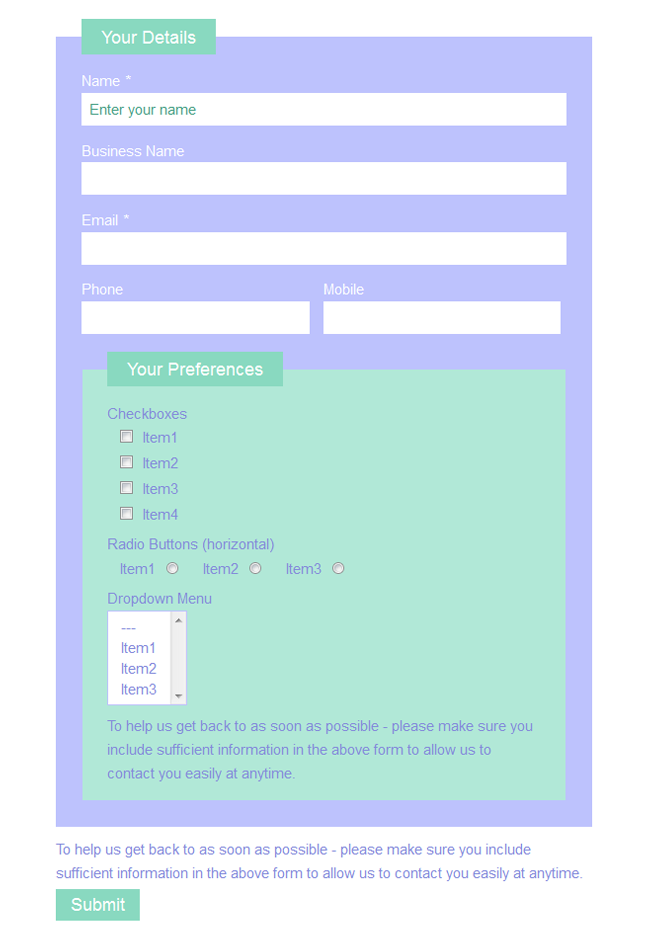 Your Details
Name *
Enter your name
Business Name
Email *
Phone Mobile
Your Preferences
Checkboxes
Item1
Item2
Item3
Item4
Radio Buttons (horizontal)
Item1 Item2 Item3
Dropdown Menu
---
Item1
Item2
Item3
To help us get back to as soon as possible - please make sure you
include sufficient information in the above form to allow us to
contact you easily at anytime.
To help us get back to as soon as possible - please make sure you include
sufficient information in the above form to allow us to contact you easily at anytime.
Submit